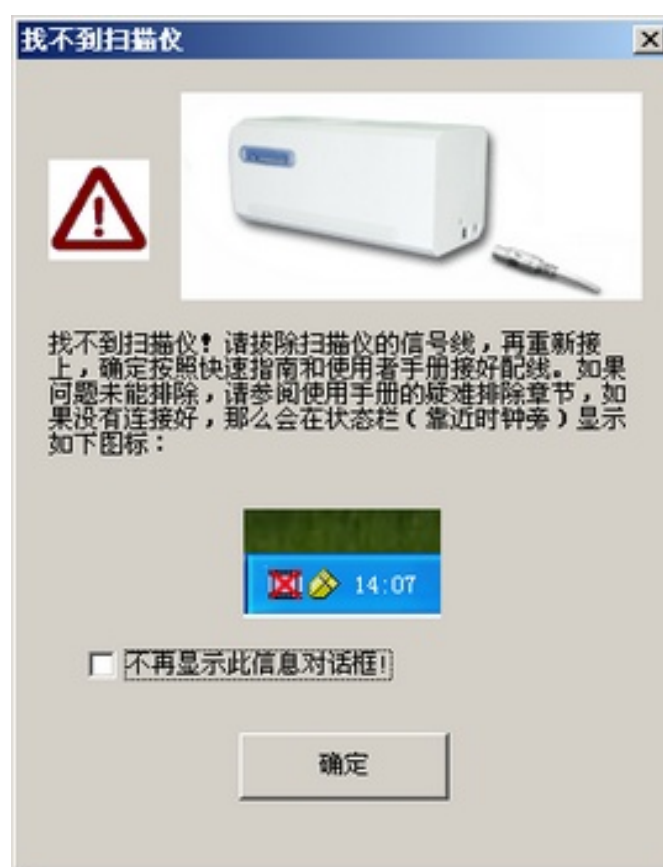 找不到扫描仪
找不到扫描仪！请拔除扫描仪的信号线，再重新接
上，确定按照快速指南和使用者手册接好配线。如果
问题未能排除，请参阅使用手册的疑难排除章节，如
果没有连接好，那么会在状态栏（靠近时钟旁）显示
如下图标：
14:07
不再显示此信息对话框!
确定